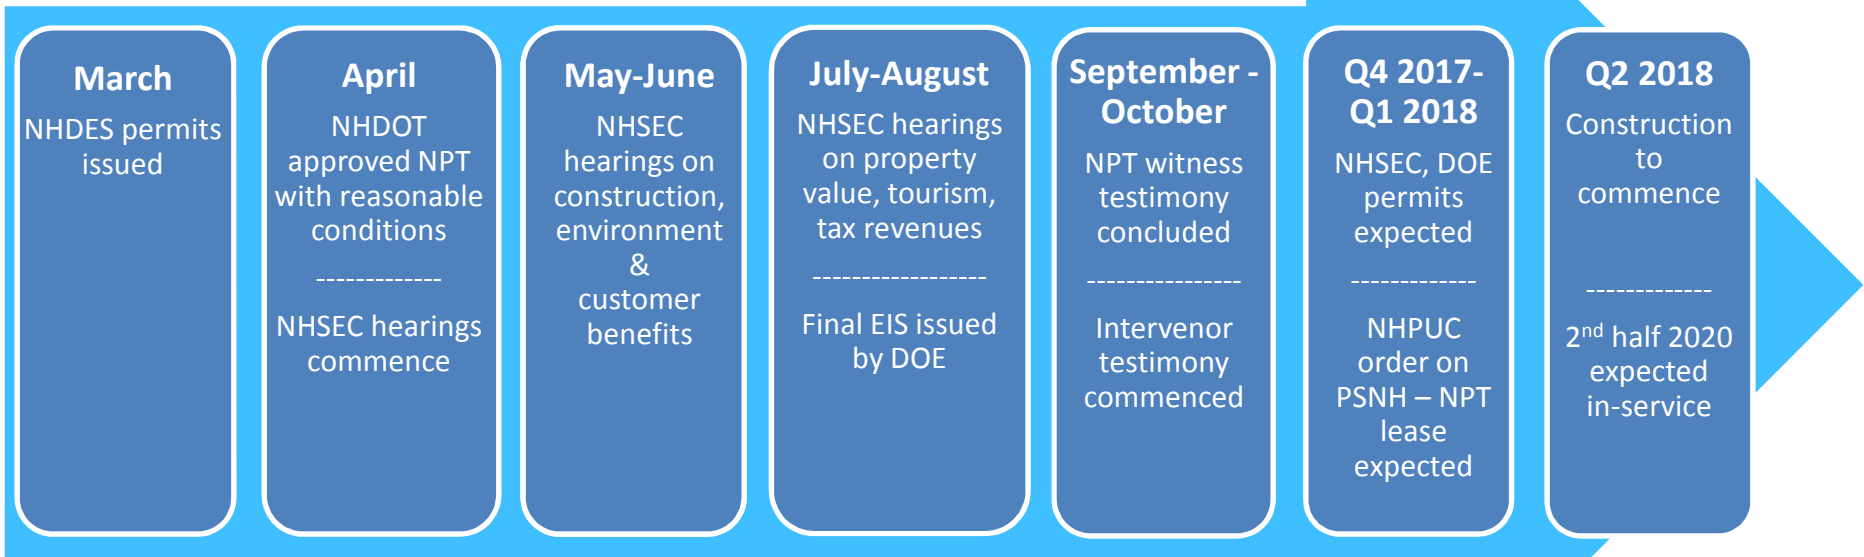 March
NHDES permits
issued
April
NHDOT
approved NPT
with reasonable
conditions
-------------
NHSEC hearings
commence
May-June
NHSEC
hearings on
construction,
environment
&
customer
benefits
July-August
NHSEC hearings
on property
value, tourism,
tax revenues
------------------
Final EIS issued
by DOE
September -
October
NPT witness
testimony
concluded
----------------
Intervenor
testimony
commenced
Q4 2017-
Q1 2018
NHSEC, DOE
permits
expected
-------------
NHPUC
order on
PSNH – NPT
lease
expected
Q2 2018
Construction
to
commence
-------------
2nd half 2020
expected
in-service